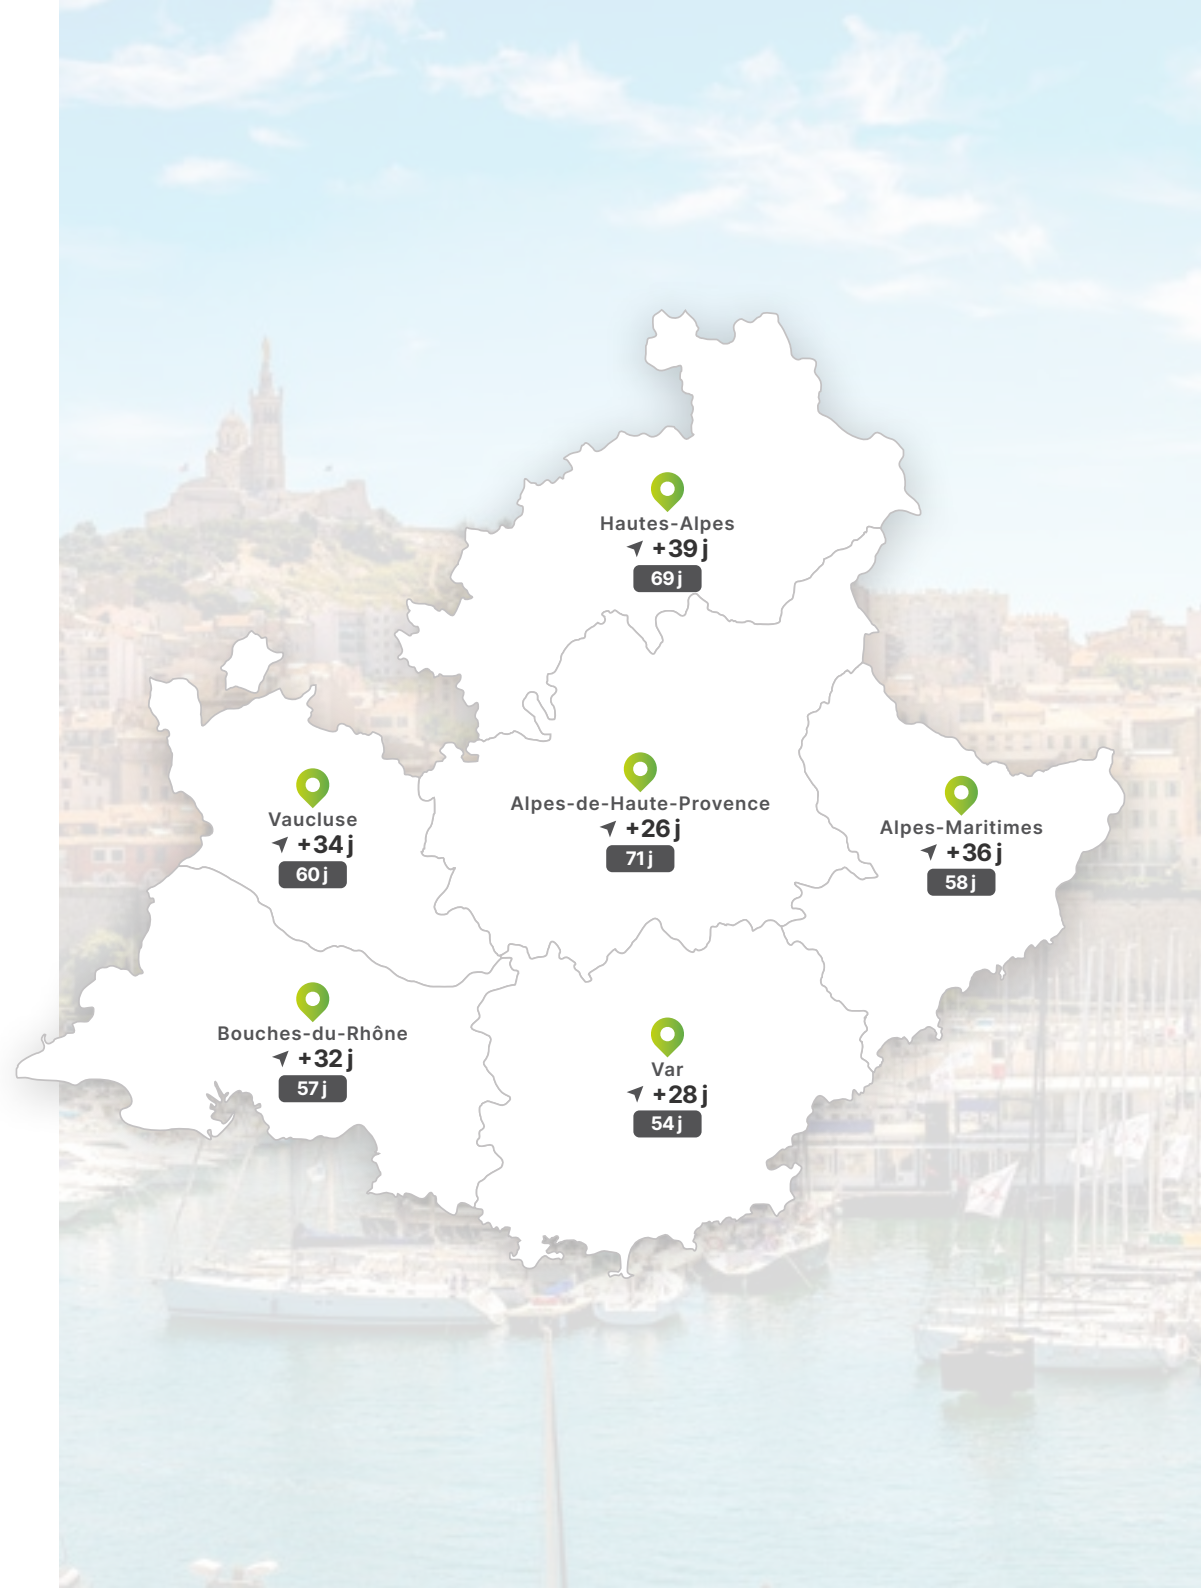 Hautes-Alpes
+39 j
69 j
Alpes-de-Haute-Provence
+26 j
71 j
Vaucluse
+34 j
60 j
Alpes-Maritimes
+36 j
58 j
Bouches-du-Rhône
+32 j
57 j
Var
+28 j
54 j